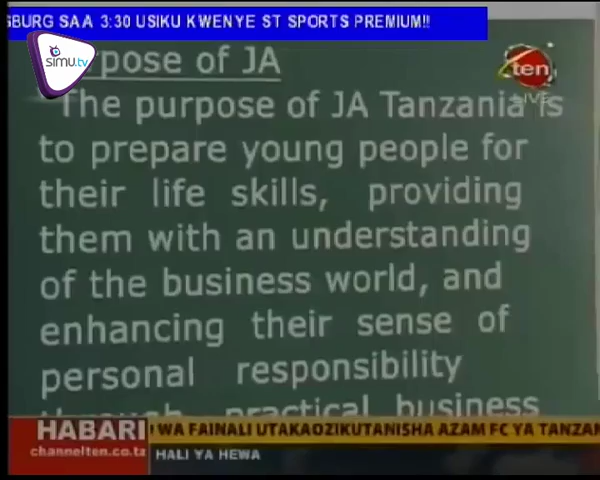 SBURG SAA 3:30 USIKU KWENYE ST SPORTS PREMIUM!!
simu.tv
ten
LIVE
rpose of JA
The purpose of JA Tanzania is
to prepare young people for
their life skills, providing
them with an understanding
of the business world, and
enhancing their sense of
personal responsibility
through practical business
HABARI
WA FAINALI UTAKAOZIKUTANISHA AZAM FC YA TANZAN
channelten.co.tz
HALI YA HEWA